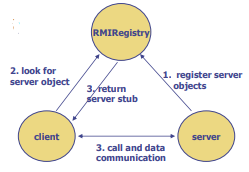 RMIRegistry
2. look for
server object
1. register server
objects
3. return
server stub
client
server
3. call and data
communication